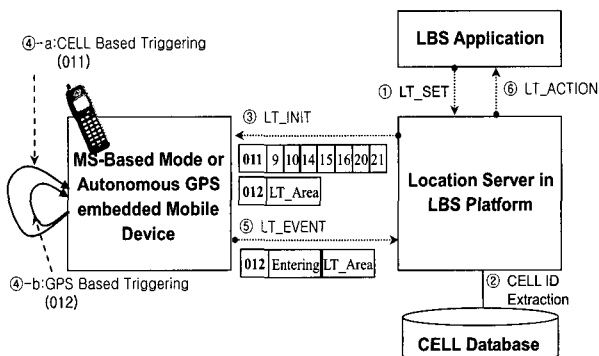 ④-a:CELL Based Triggering
(011)
LBS Application
① LT_SET
⑥ LT_ACTION
③ LT_INIT
011 9 10 14 15 16 20 21
012 LT_Area
MS-Based Mode or
Autonomous GPS
embedded Mobile
Device
Location Server in
LBS Platform
⑤ LT_EVENT
012 Entering LT_Area
④-b:GPS Based Triggering
(012)
② CELL ID
Extraction
CELL Database